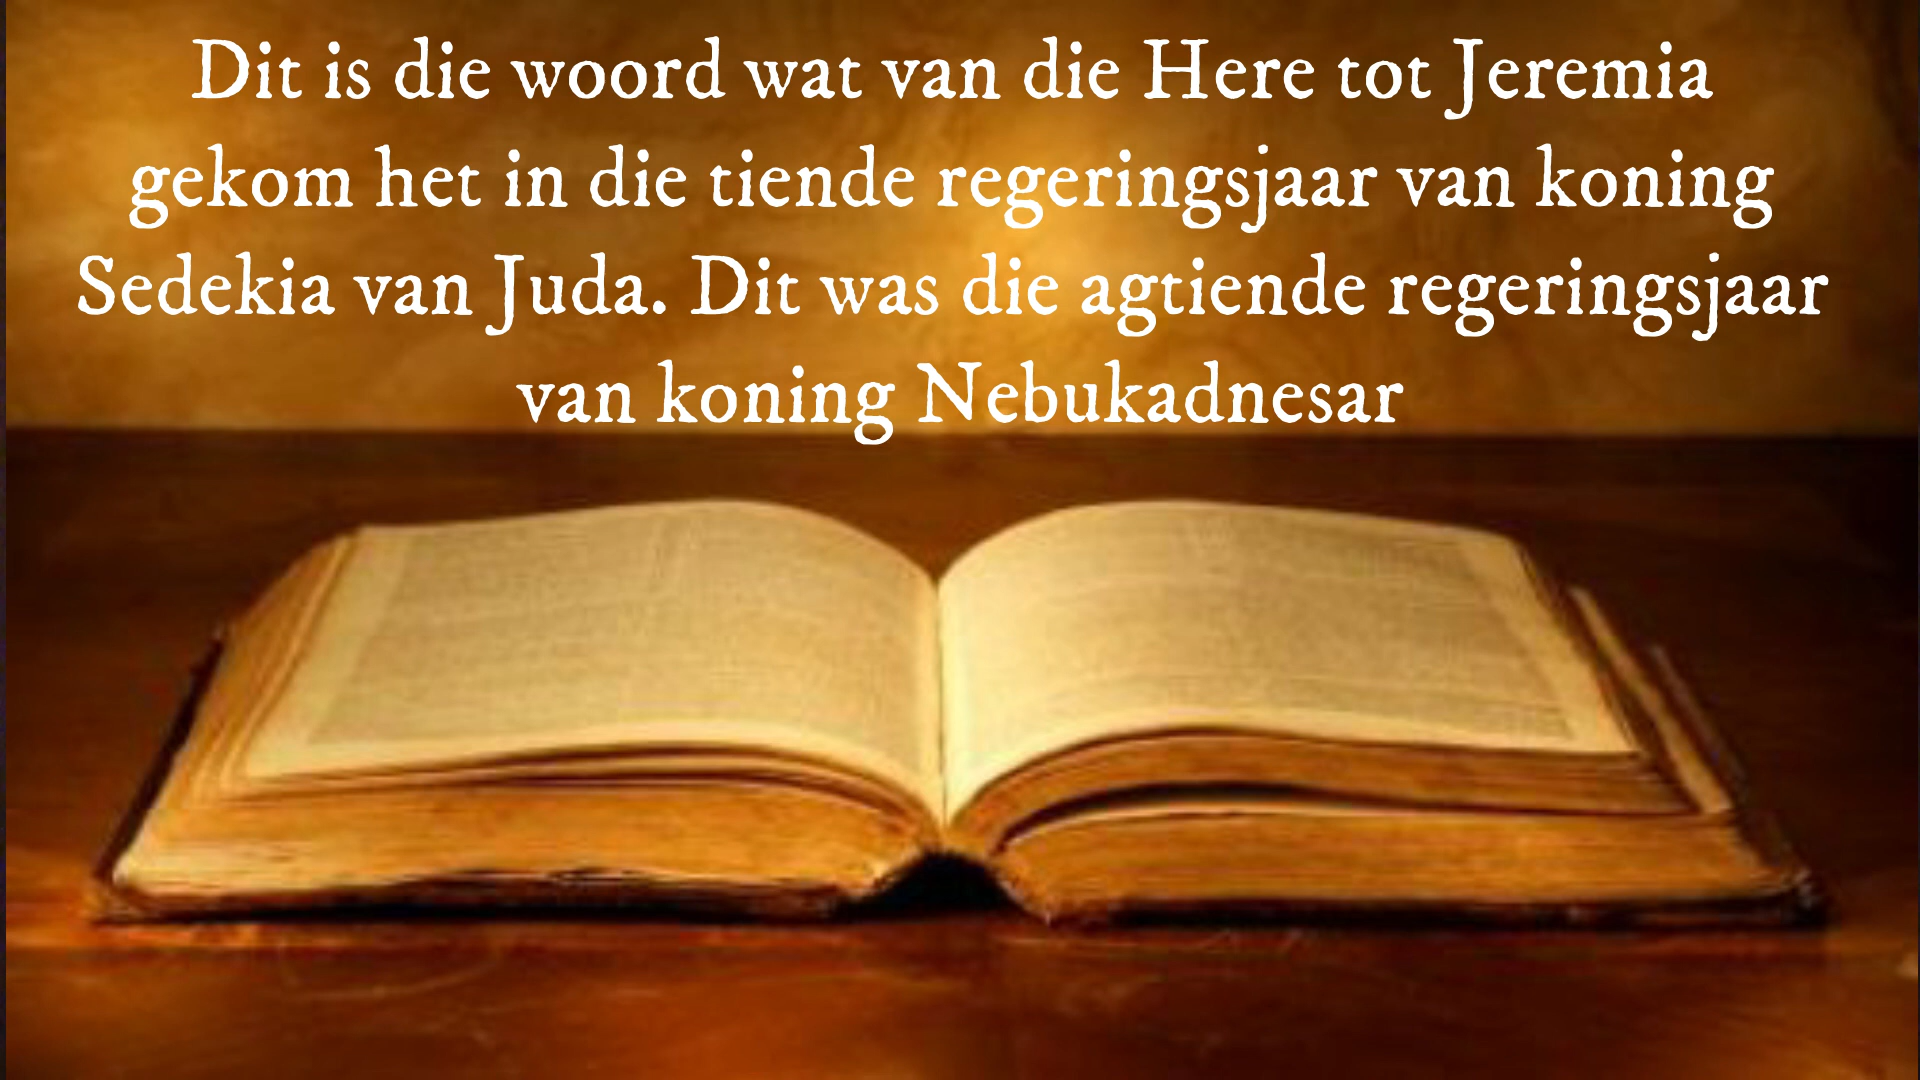 Dit is die woord wat van die Here tot Jeremia
gekom het in die tiende regeringsjaar van koning
Sedekia van Juda. Dit was die agtiende regeringsjaar
van koning Nebukadnesar